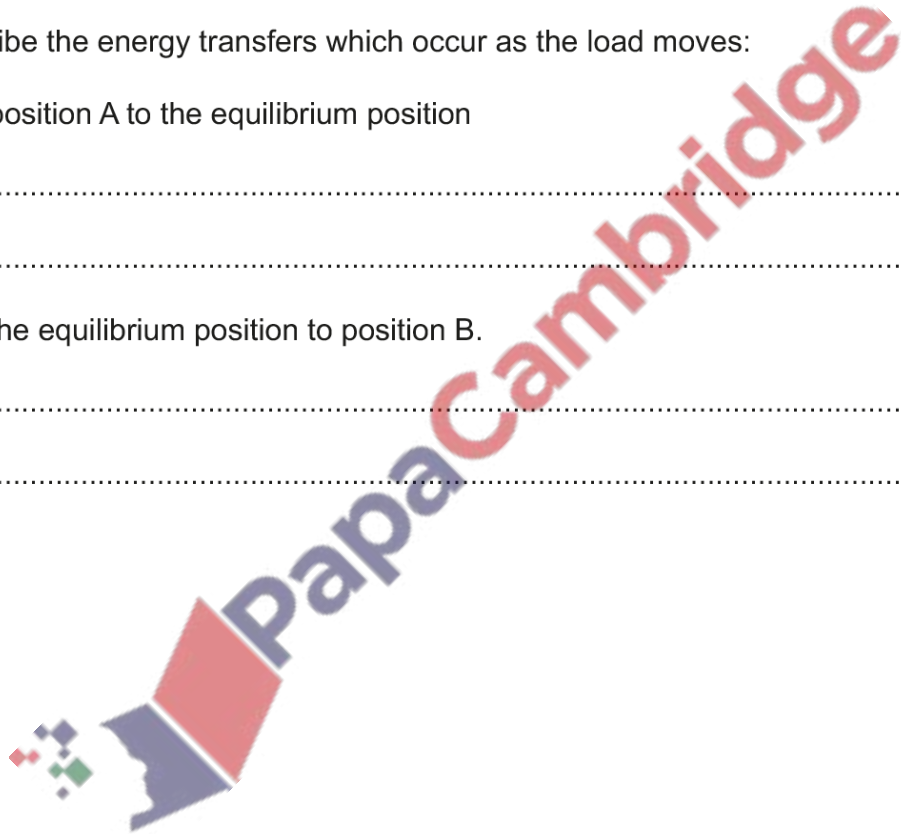 ibe the energy transfers which occur as the load moves:
position A to the equilibrium position
he equilibrium position to position B.
PapaCambridge